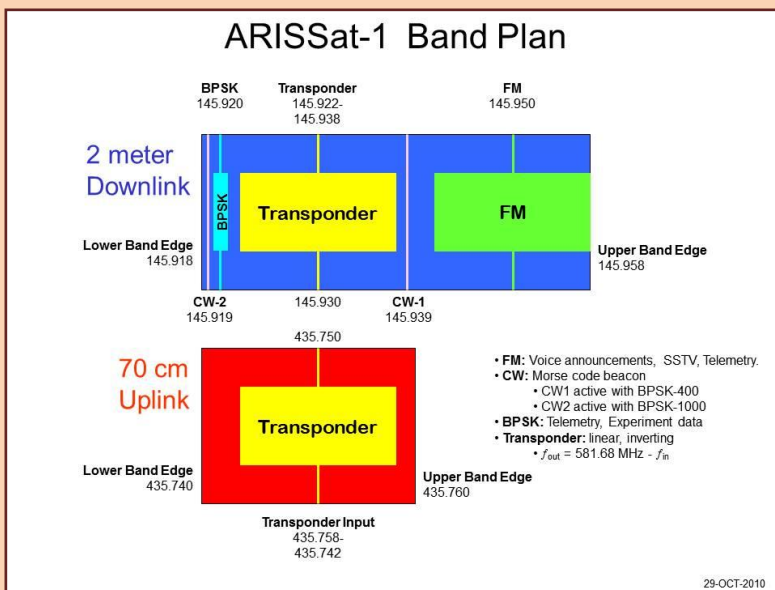 ARISSat-1 Band Plan
BPSK
145.920
Transponder
145.922-
145.938
FM
145.950
2 meter
Downlink
BPSK
Transponder
FM
Lower Band Edge
145.918
Upper Band Edge
145.958
CW-2
145.919
145.930
CW-1
145.939
435.750
70 cm
Uplink
Transponder
Lower Band Edge
435.740
Upper Band Edge
435.760
Transponder Input
435.758-
435.742
• FM: Voice announcements, SSTV, Telemetry.
• CW: Morse code beacon
• CW1 active with BPSK-400
• CW2 active with BPSK-1000
• BPSK: Telemetry, Experiment data
• Transponder: linear, inverting
• fout = 581.68 MHz - fin
29-OCT-2010